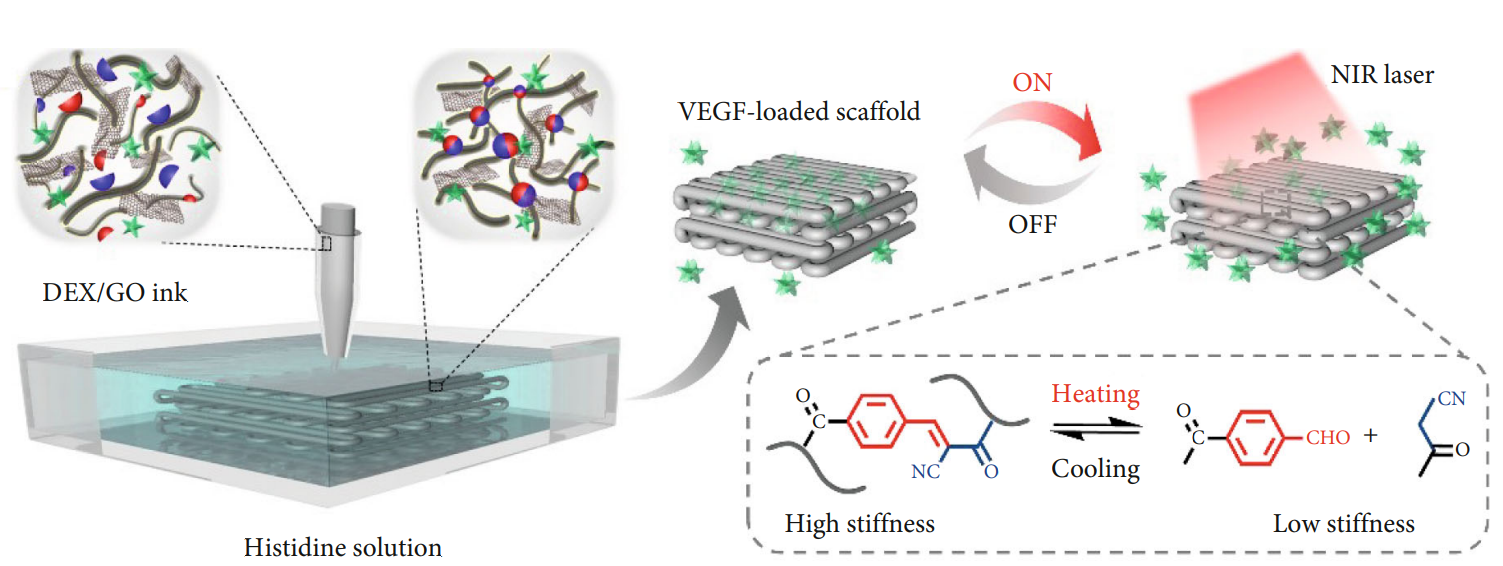 DEX/GO ink
Histidine solution
VEGF-loaded scaffold
ON
OFF
NIR laser
O
C
NC
O
High stiffness
Heating
Cooling
O
C
CHO
+
CN
O
Low stiffness